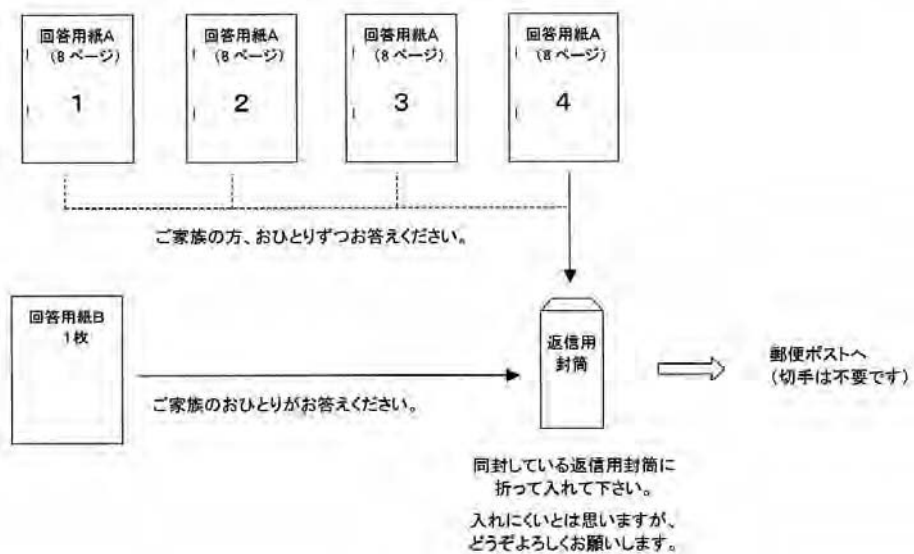 回答用紙A
(8 ページ)
1
回答用紙A
(8 ページ)
2
回答用紙A
(8 ページ)
3
回答用紙A
(8 ページ)
4
ご家族の方、おひとりずつお答えください。
回答用紙B
1枚
ご家族のおひとりがお答えください。
返信用
封筒
郵便ポストへ
(切手は不要です)
同封している返信用封筒に
折って入れて下さい。
入れにくいとは思いますが、
どうぞよろしくお願いします。